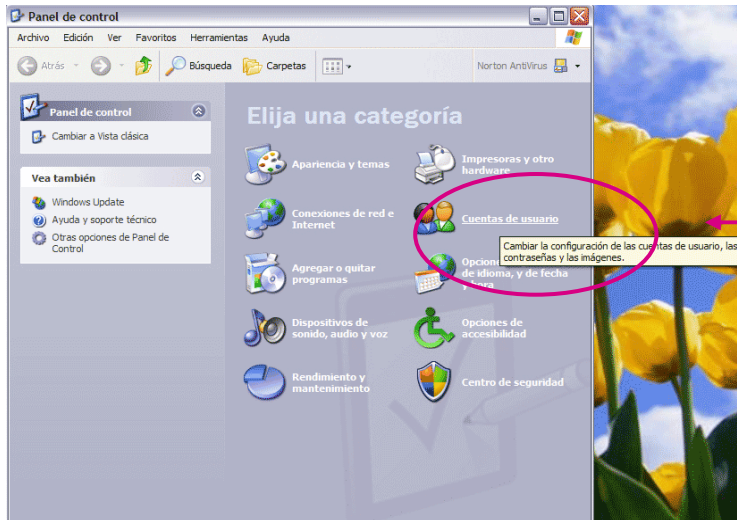 Panel de control
Archivo Edición Ver Favoritos Herramientas Ayuda
Atrás Búsqueda Carpetas Norton AntiVirus
Panel de control
Cambiar a Vista clásica
Vea también
Windows Update
Ayuda y soporte técnico
Otras opciones de Panel de
Control
Elija una categoría
Apariencia y temas
Impresoras y otro
hardware
Conexiones de red e
Internet
Cuentas de usuario
Cambiar la configuración de las cuentas de usuario, las
contraseñas y las imágenes.
Agregar o quitar
programas
de idioma, y de fecha
y hora
Dispositivos de
sonido, audio y voz
Opciones de
accesibilidad
Rendimiento y
mantenimiento
Centro de seguridad